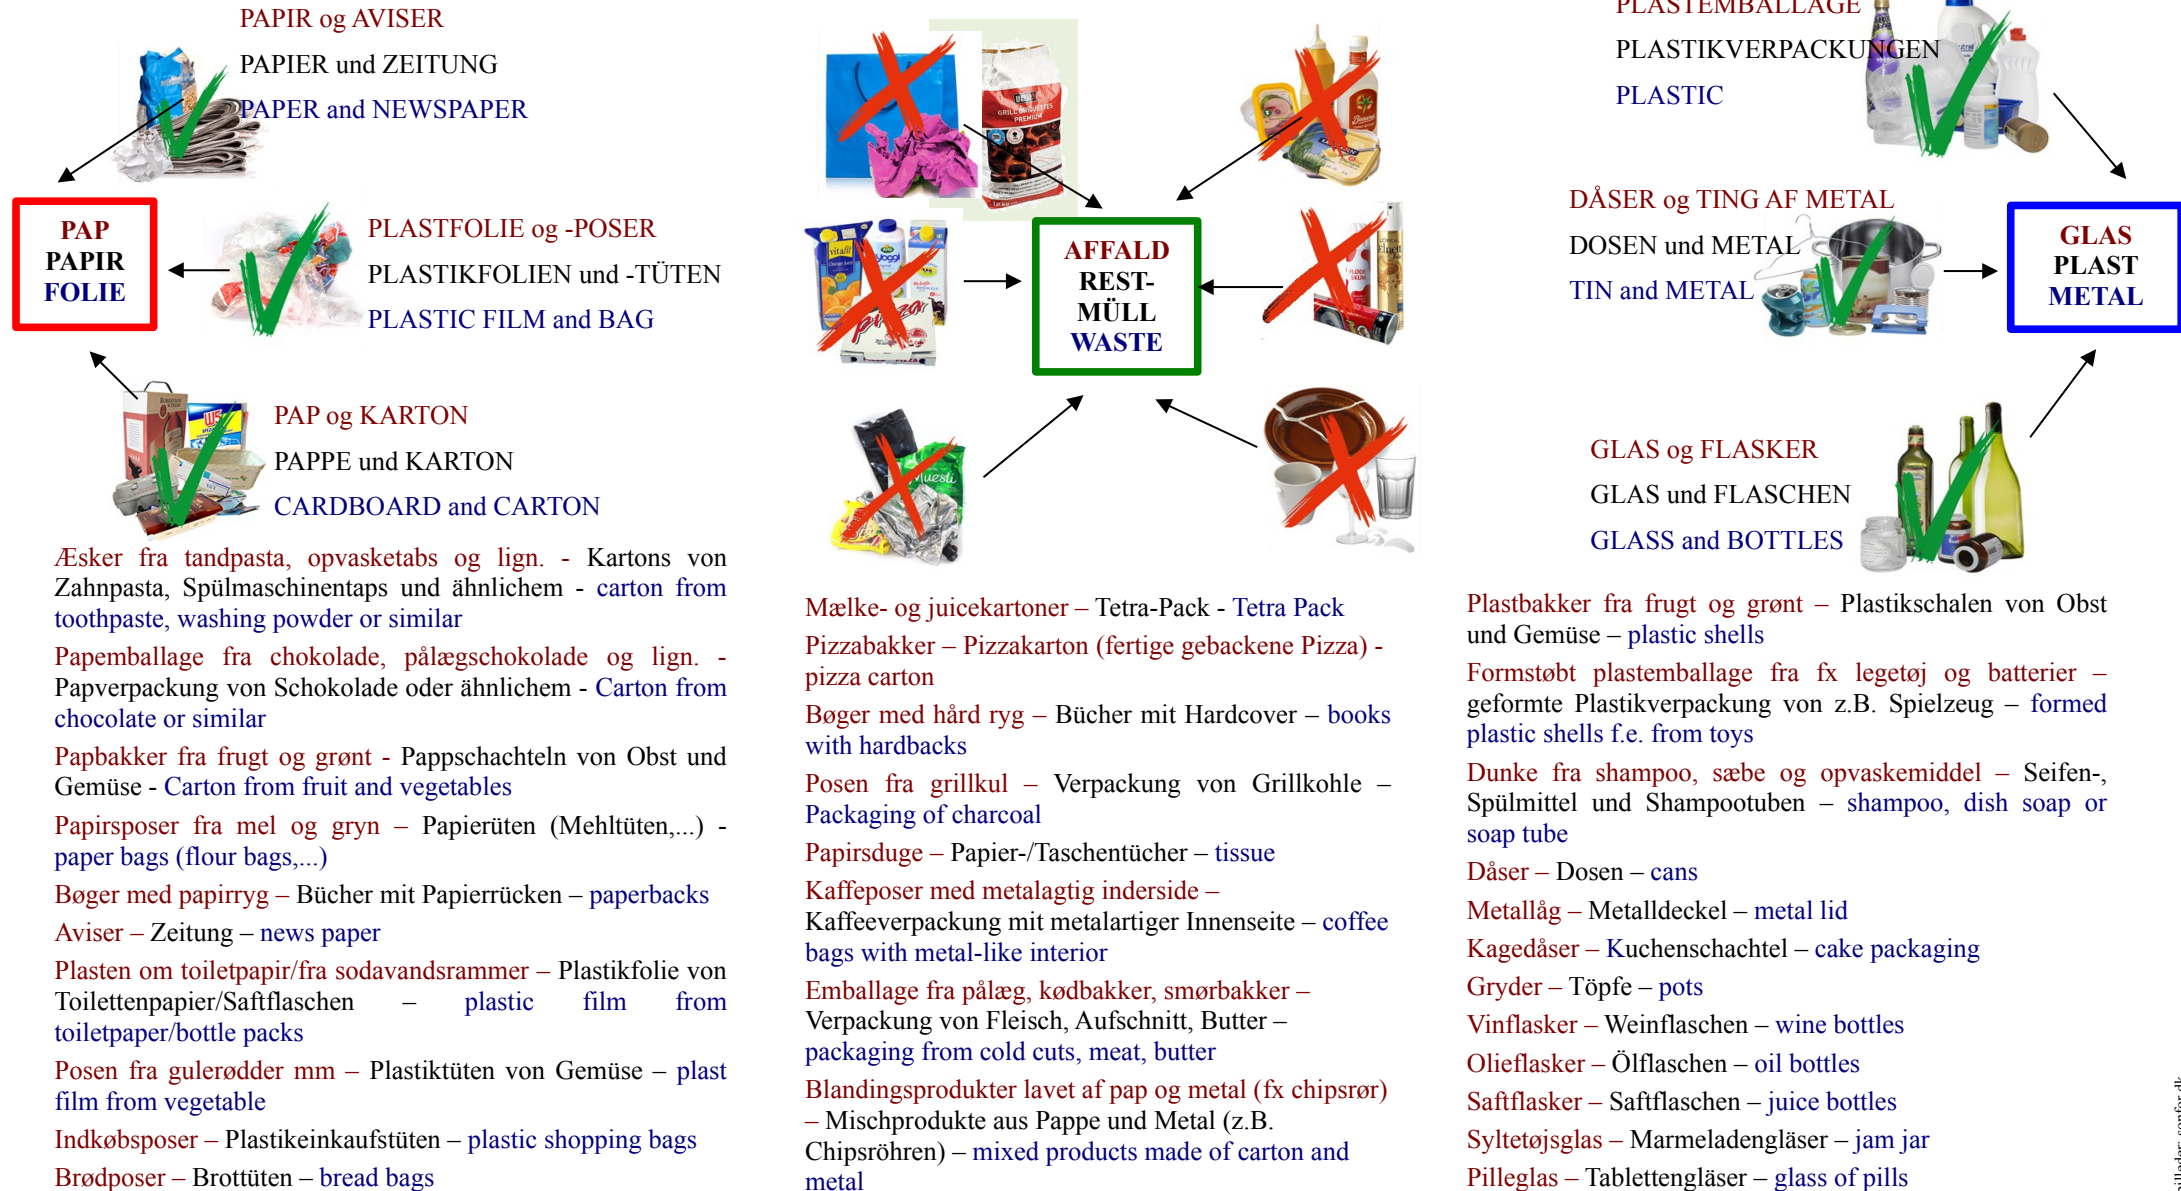 PAPIR og AVISER
PAPIER und ZEITUNG
PAPER and NEWSPAPER
PAP
PAPIR
FOLIE
PLASTFOLIE og -POSER
PLASTIKFOLIEN und -TÜTEN
PLASTIC FILM and BAG
PAP og KARTON
PAPPE und KARTON
CARDBOARD and CARTON
Æsker fra tandpasta, opvasketabs og lign. - Kartons von
Zahnpasta, Spülmaschinentaps und ähnlichem - carton from
toothpaste, washing powder or similar
Papemballage fra chokolade, pålægschokolade og lign. -
Papverpackung von Schokolade oder ähnlichem - Carton from
chocolate or similar
Papbakker fra frugt og grønt - Pappschachteln von Obst und
Gemüse - Carton from fruit and vegetables
Papirsposer fra mel og gryn – Papierüten (Mehltüten,...) -
paper bags (flour bags,...)
Bøger med papirryg – Bücher mit Papierrücken – paperbacks
Aviser – Zeitung – news paper
Plasten om toiletpapir/fra sodavandsrammer – Plastikfolie von
Toilettenpapier/Saftflaschen – plastic film from
toiletpaper/bottle packs
Posen fra gulerødder mm – Plastiktüten von Gemüse – plast
film from vegetable
Indkøbsposer – Plastikeinkaufstüten – plastic shopping bags
Brødposer – Brottüten – bread bags
GRILL BRIQUETTES
PREMIUM
vitafit
Yoggi
pizza
Elnett
Müesli
AFFALD
REST-
MÜLL
WASTE
Mælke- og juicekartoner – Tetra-Pack - Tetra Pack
Pizzabakker – Pizzakarton (fertige gebackene Pizza) -
pizza carton
Bøger med hård ryg – Bücher mit Hardcover – books
with hardbacks
Posen fra grillkul – Verpackung von Grillkohle –
Packaging of charcoal
Papirsduge – Papier-/Taschentücher – tissue
Kaffeposer med metalagtig inderside –
Kaffeeverpackung mit metalartiger Innenseite – coffee
bags with metal-like interior
Emballage fra pålæg, kødbakker, smørbakker –
Verpackung von Fleisch, Aufschnitt, Butter –
packaging from cold cuts, meat, butter
Blandingsprodukter lavet af pap og metal (fx chipsrør)
– Mischprodukte aus Pappe und Metal (z.B.
Chipsröhren) – mixed products made of carton and
metal
PLASTEMBALLAGE
PLASTIKVERPACKUNGEN
PLASTIC
DÅSER og TING AF METAL
DOSEN und METAL
TIN and METAL
GLAS
PLAST
METAL
GLAS og FLASKER
GLAS und FLASCHEN
GLASS and BOTTLES
Plastbakker fra frugt og grønt – Plastikschalen von Obst
und Gemüse – plastic shells
Formstøbt plastemballage fra fx legetøj og batterier –
geformte Plastikverpackung von z.B. Spielzeug – formed
plastic shells f.e. from toys
Dunke fra shampoo, sæbe og opvaskemiddel – Seifen-,
Spülmittel und Shampootuben – shampoo, dish soap or
soap tube
Dåser – Dosen – cans
Metallåg – Metalldeckel – metal lid
Kagedåser – Kuchenschachtel – cake packaging
Gryder – Töpfe – pots
Vinflasker – Weinflaschen – wine bottles
Olieflasker – Ölflaschen – oil bottles
Saftflasker – Saftflaschen – juice bottles
Syltetøjsglas – Marmeladengläser – jam jar
Pilleglas – Tablettengläser – glass of pills